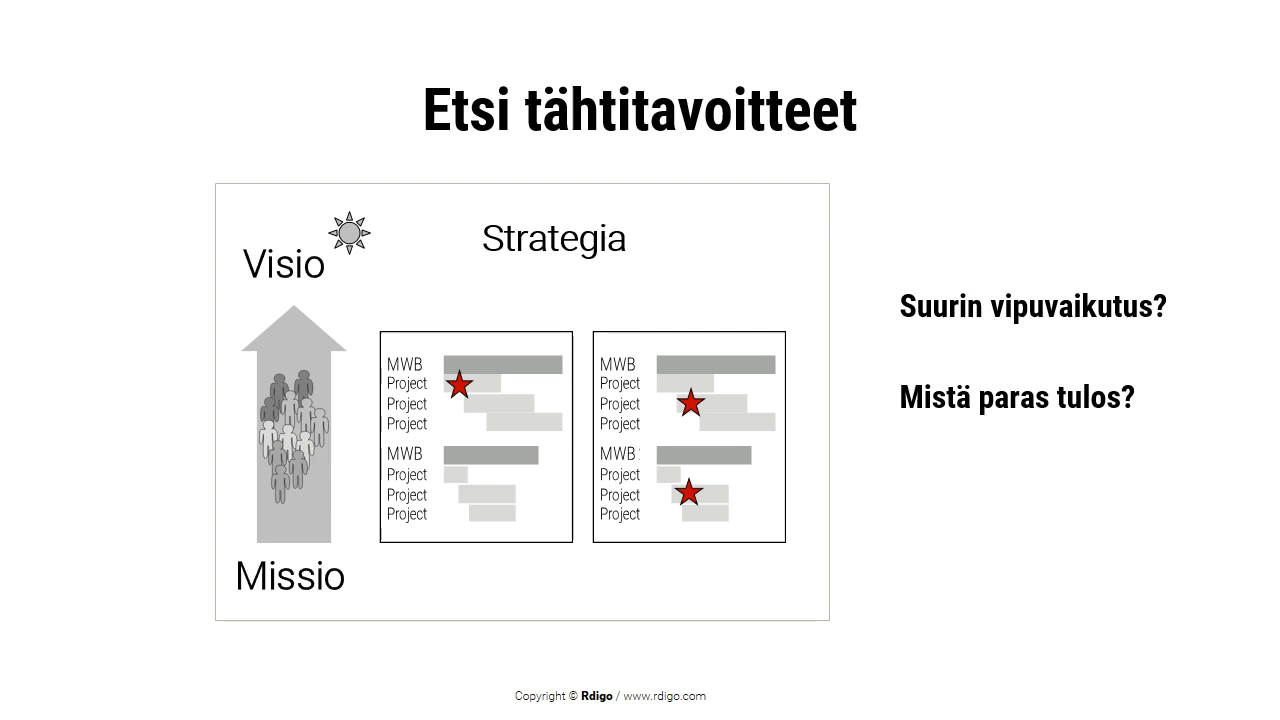 Etsi tähtitavoitteet
Visio
Strategia
MWB
Project
Project
Project
MWB
Project
Project
Project
MWB
Project
Project
Project
MWB :
Project
Project
Project
Missio
Suurin vipuvaikutus?
Mistä paras tulos?
Copyright © Rdigo / www.rdigo.com